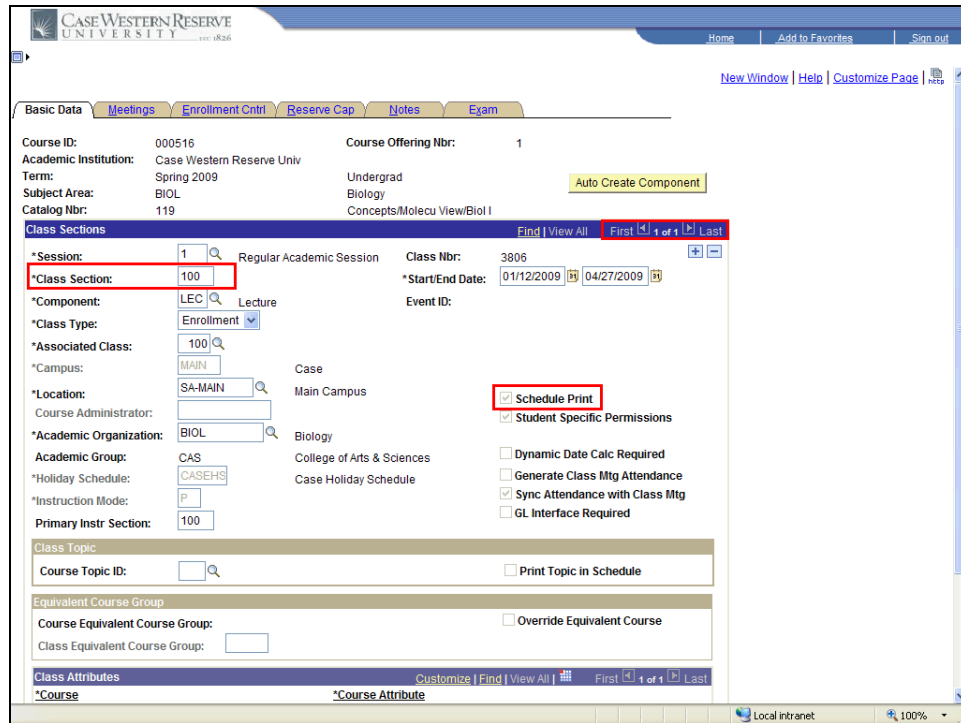 CASE WESTERN RESERVE
UNIVERSITY EST 1826
Home Add to Favorites Sign out
New Window | Help | Customize Page | http
Basic Data Meetings Enrollment Cntrl Reserve Cap Notes Exam
Course ID: 000516 Course Offering Nbr: 1
Academic Institution: Case Western Reserve Univ
Term: Spring 2009 Undergrad Auto Create Component
Subject Area: BIOL Biology
Catalog Nbr: 119 Concepts/Molecu View/Biol I
Class Sections Find | View All First 1 of 1 Last
*Session: 1 Regular Academic Session Class Nbr: 3806
*Class Section: 100 *Start/End Date: 01/12/2009 31 04/27/2009 31
*Component: LEC Lecture Event ID:
*Class Type: Enrollment
*Associated Class: 100
*Campus: MAIN Case
*Location: SA-MAIN Main Campus Schedule Print
Course Administrator: Student Specific Permissions
*Academic Organization: BIOL Biology
Academic Group: CAS College of Arts & Sciences Dynamic Date Calc Required
*Holiday Schedule: CASEHS Case Holiday Schedule Generate Class Mtg Attendance
*Instruction Mode: P Sync Attendance with Class Mtg
Primary Instr Section: 100 GL Interface Required
Class Topic
Course Topic ID: Print Topic in Schedule
Equivalent Course Group
Course Equivalent Course Group: Override Equivalent Course
Class Equivalent Course Group:
Class Attributes Customize | Find | View All | First 1 of 1 Last
*Course *Course Attribute
Local intranet 100%